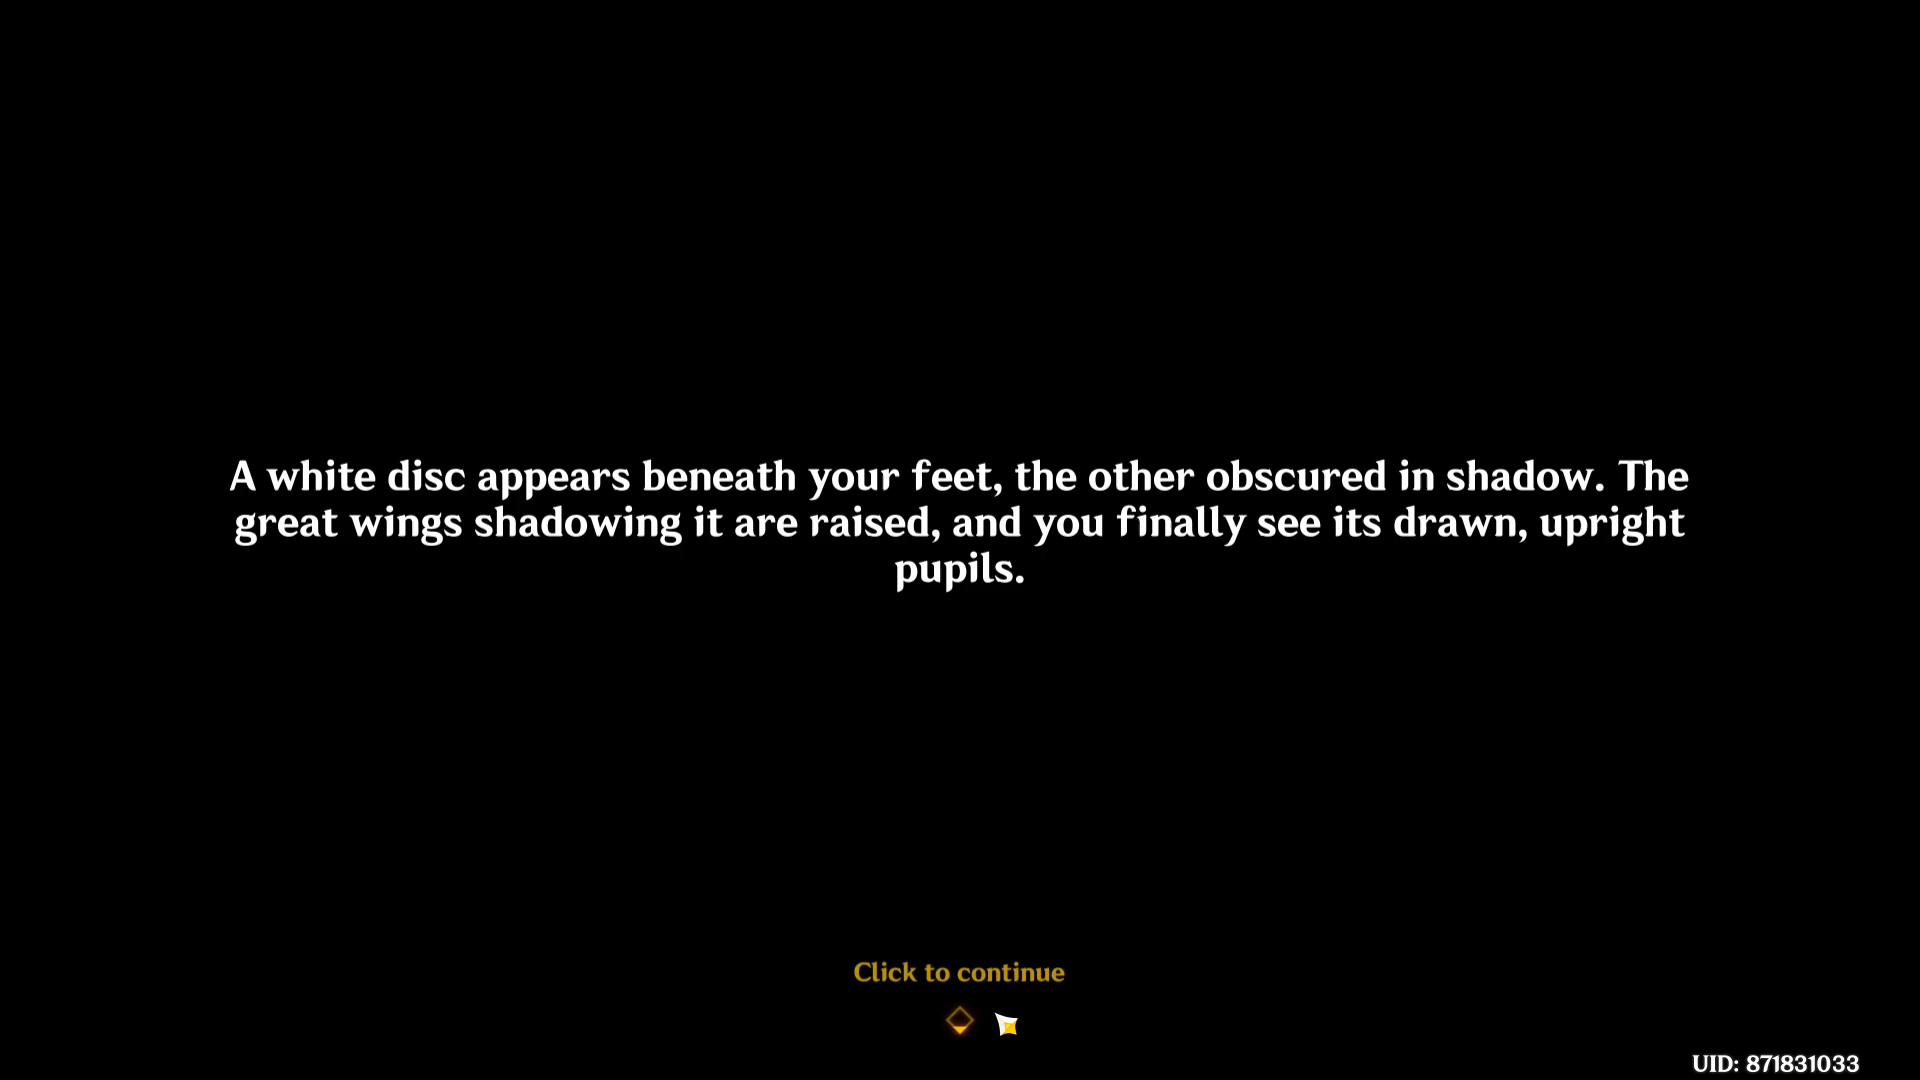 A white disc appears beneath your feet, the other obscured in shadow. The
great wings shadowing it are raised, and you finally see its drawn, upright
pupils.
Click to continue
UID: 871831033